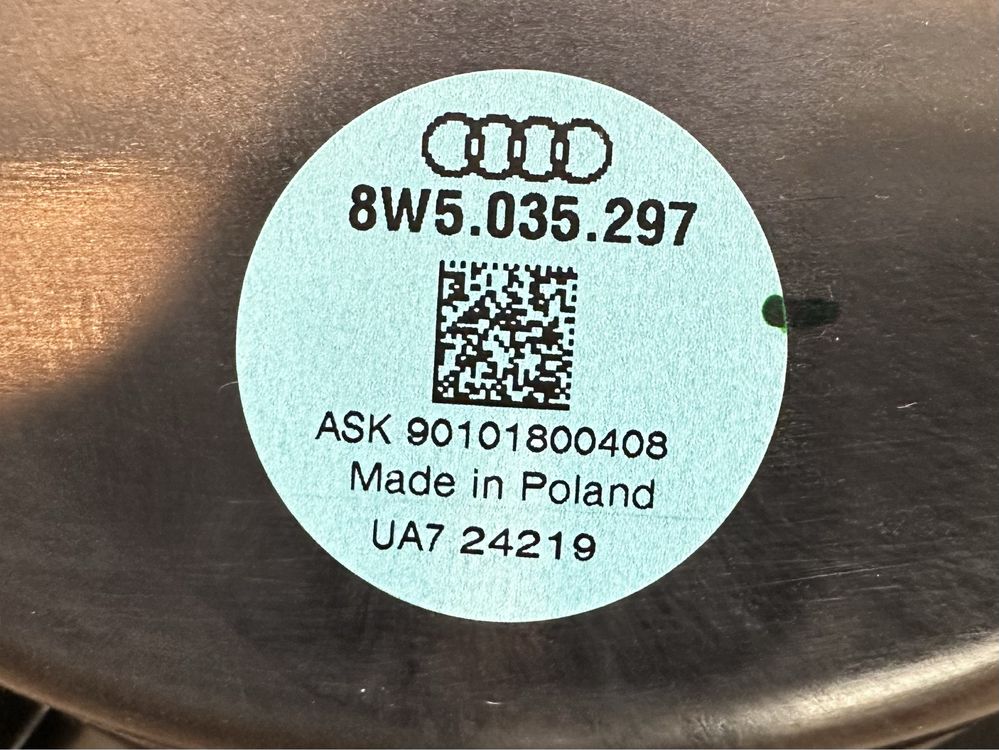 8W5.035.297
ASK 90101800408
Made in Poland
UA7 24219